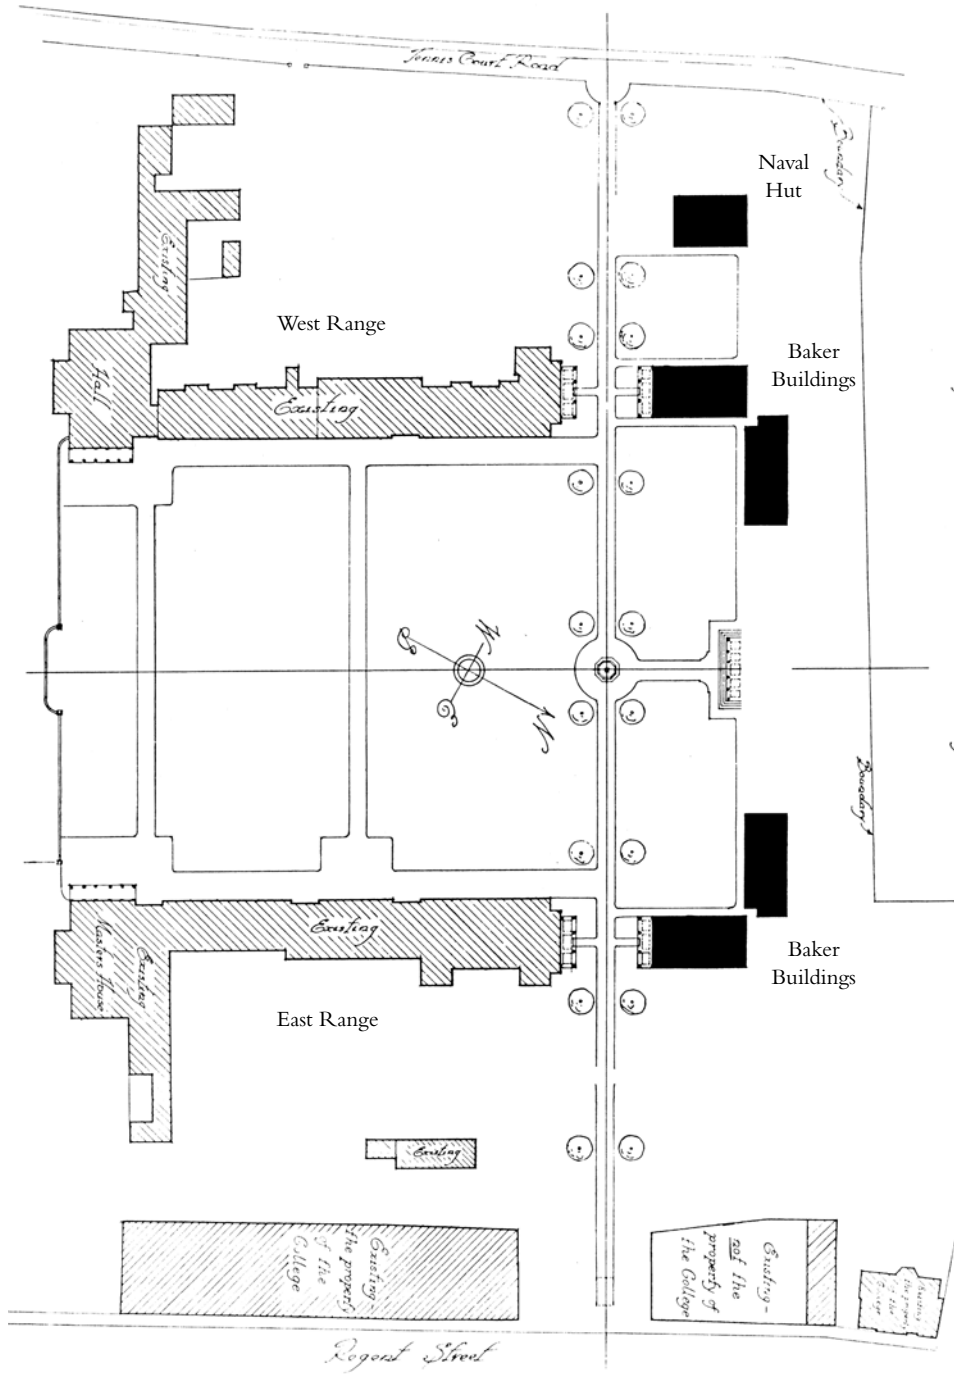 Tennis Court Road
Boundary
Naval
Hut
Existing
West Range
Baker
Buildings
Hall
Existing
W
S
E
N
Boundary
Existing
Masters House
Existing
Baker
Buildings
East Range
Existing
Existing -
the property
of the
College
Existing -
not the
property of
the College
Regent Street